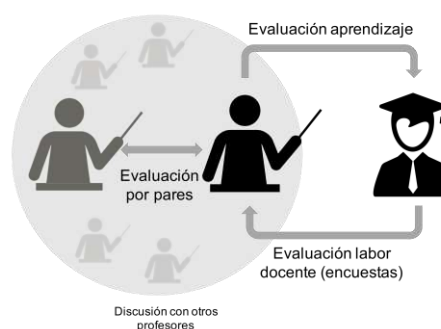 Evaluación aprendizaje
Evaluación
por pares
Evaluación labor
docente (encuestas)
Discusión con otros
profesores